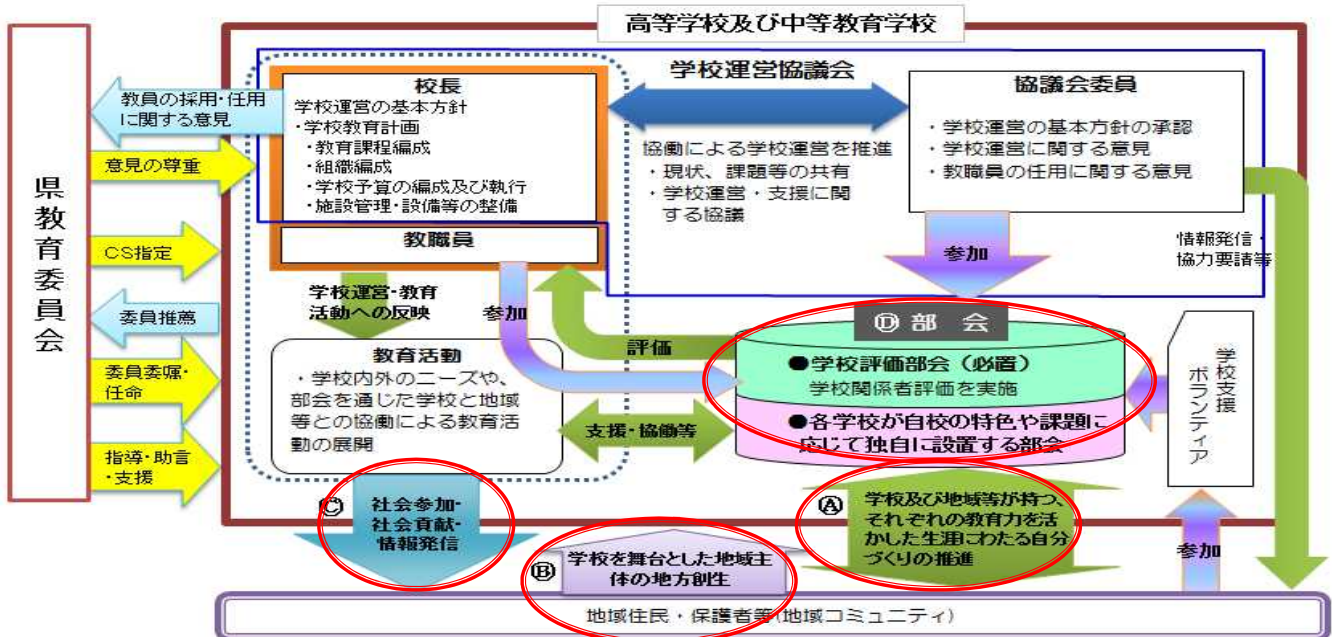 高等学校及び中等教育学校
県教育委員会
教員の採用・任用
に関する意見
意見の尊重
CS指定
委員推薦
委員委嘱・
任命
指導・助言
・支援
校長
学校運営の基本方針
・学校教育計画
・教育課程編成
・組織編成
・学校予算の編成及び執行
・施設管理・設備等の整備
教職員
学校運営協議会
協働による学校運営を推進
・現状、課題等の共有
・学校運営・支援に関
する協議
協議会委員
・学校運営の基本方針の承認
・学校運営に関する意見
・教職員の任用に関する意見
参加
情報発信・
協力要請等
学校運営・教育
活動への反映
参加
評価
教育活動
・学校内外のニーズや、
部会を通じた学校と地域
等との協働による教育活
動の展開
支援・協働等
Ⓓ 部 会
●学校評価部会（必置）
学校関係者評価を実施
●各学校が自校の特色や課題に
応じて独自に設置する部会
学校支援
ボランティア
参加
Ⓒ 社会参加・
社会貢献・
情報発信
Ⓑ 学校を舞台とした地域主
体の地方創生
Ⓐ 学校及び地域等が持つ、
それぞれの教育力を活
かした生涯にわたる自分
づくりの推進
地域住民・保護者等(地域コミュニティ)